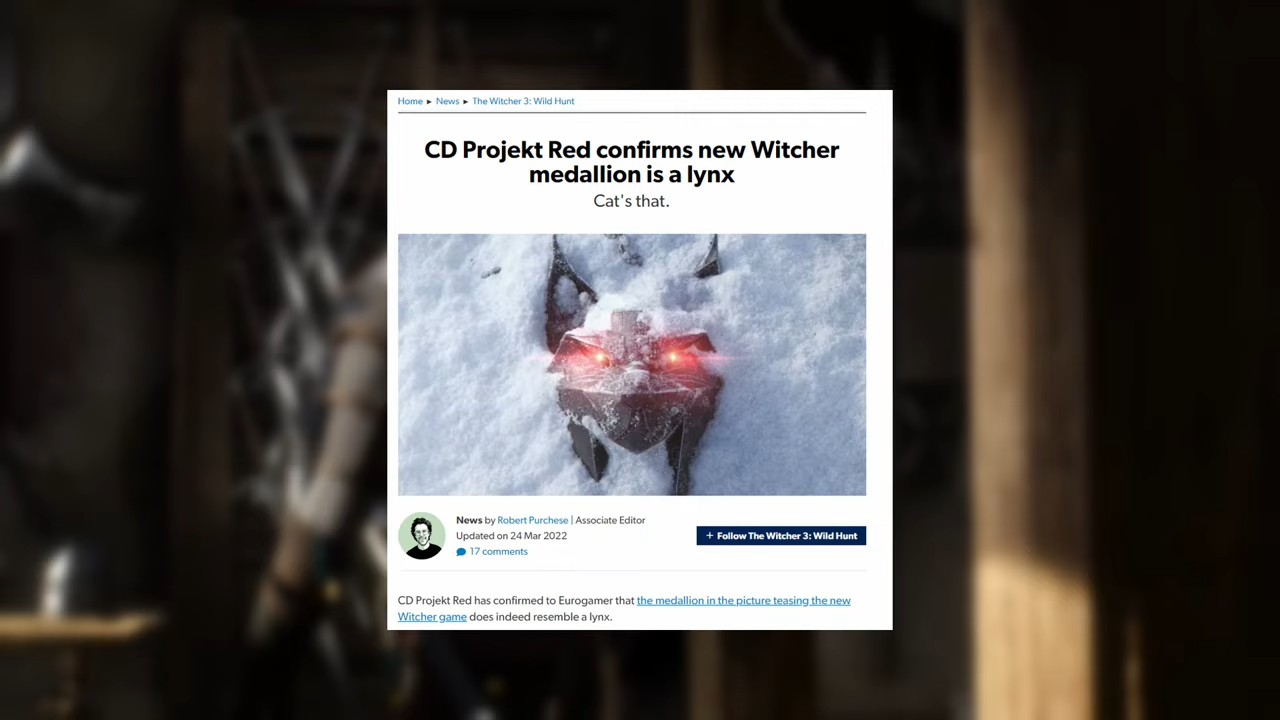 Home ▸ News ▸ The Witcher 3: Wild Hunt
CD Projekt Red confirms new Witcher
medallion is a lynx
Cat's that.
News by Robert Purchese | Associate Editor
Updated on 24 Mar 2022
17 comments
+ Follow The Witcher 3: Wild Hunt
CD Projekt Red has confirmed to Eurogamer that the medallion in the picture teasing the new
Witcher game does indeed resemble a lynx.